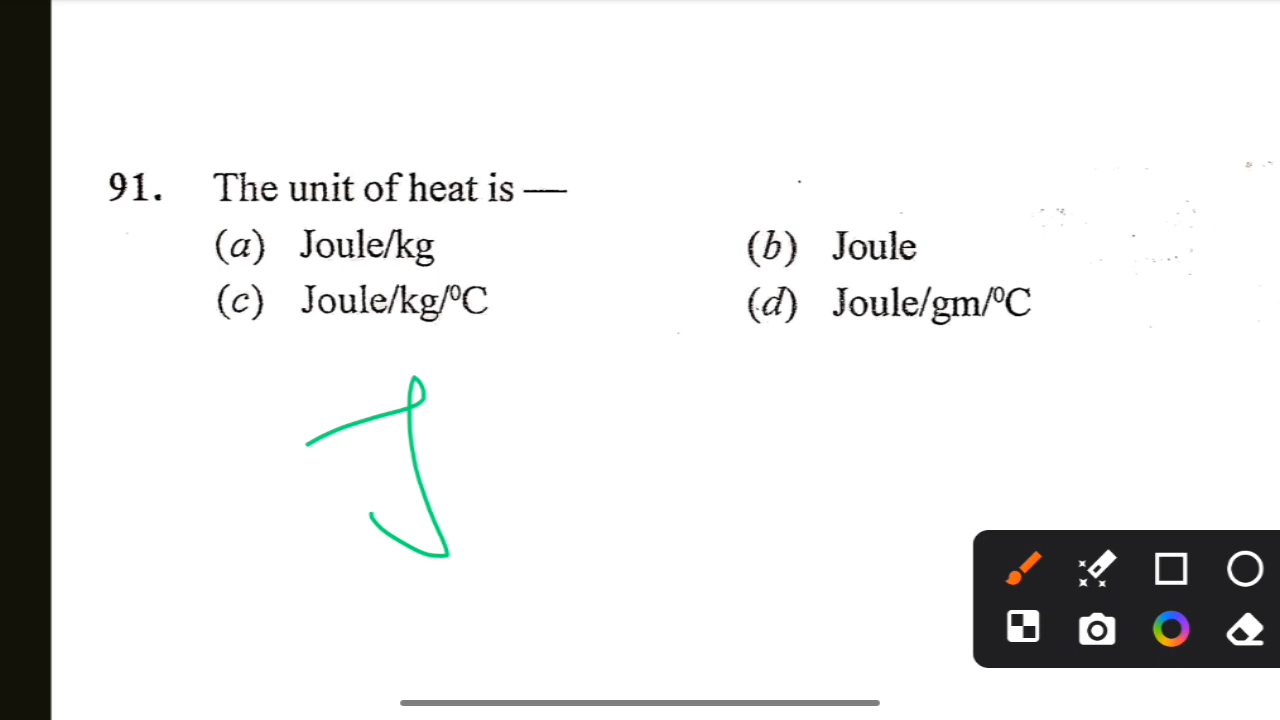 91. The unit of heat is —
(a) Joule/kg (b) Joule
(c) Joule/kg/⁰C (d) Joule/gm/⁰C
J